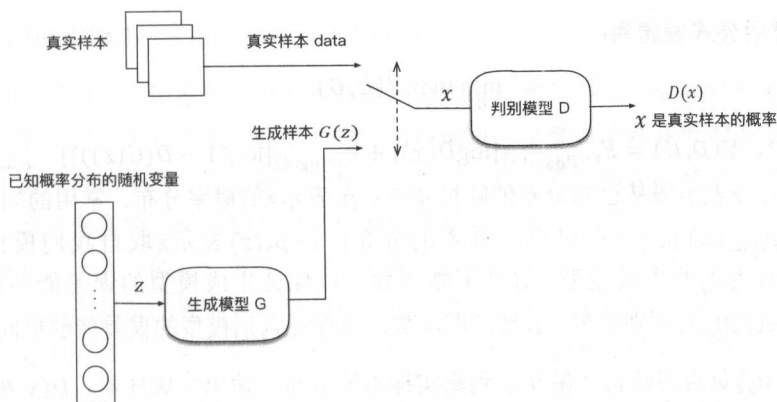 真实样本
真实样本 data
x
判别模型 D
D(x)
x 是真实样本的概率
生成样本 G(z)
已知概率分布的随机变量
z
生成模型 G